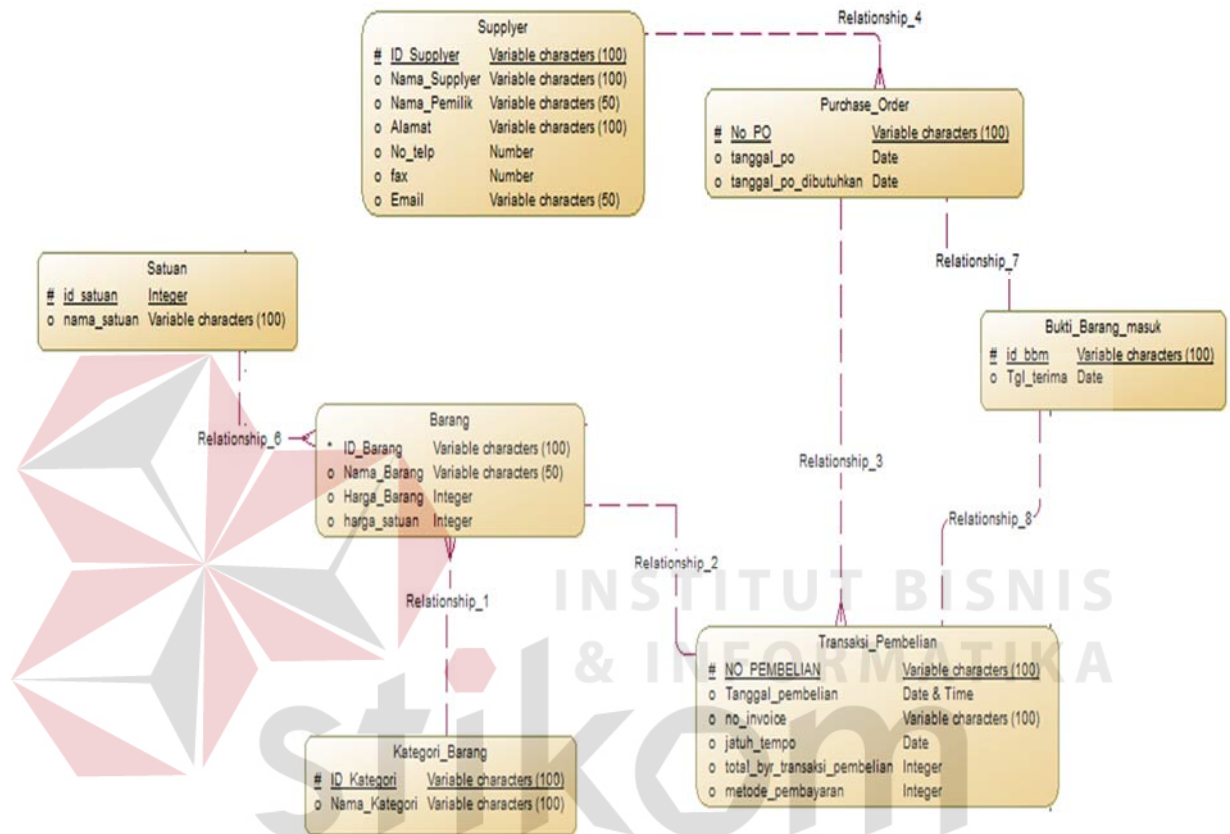 Relationship_4
Supplyer
# ID_Supplyer Variable characters (100)
o Nama_Supplyer Variable characters (100)
o Nama_Pemilik Variable characters (50)
o Alamat Variable characters (100)
o No_telp Number
o fax Number
o Email Variable characters (50)
Purchase_Order
# No_PO Variable characters (100)
o tanggal_po Date
o tanggal_po_dibutuhkan Date
Relationship_7
Satuan
# id_satuan Integer
o nama_satuan Variable characters (100)
Bukti_Barang_masuk
# id_bbm Variable characters (100)
o Tgl_terima Date
Relationship_6
Barang
* ID_Barang Variable characters (100)
o Nama_Barang Variable characters (50)
o Harga_Barang Integer
o harga_satuan Integer
Relationship_3
Relationship_8
Relationship_2
Relationship_1
INSTITUT BISNIS
& INFORMATIKA
stikom
Transaksi_Pembelian
# NO_PEMBELIAN Variable characters (100)
o Tanggal_pembelian Date & Time
o no_invoice Variable characters (100)
o jatuh_tempo Date
o total_byr_transaksi_pembelian Integer
o metode_pembayaran Integer
Kategori_Barang
# ID_Kategori Variable characters (100)
o Nama_Kategori Variable characters (100)